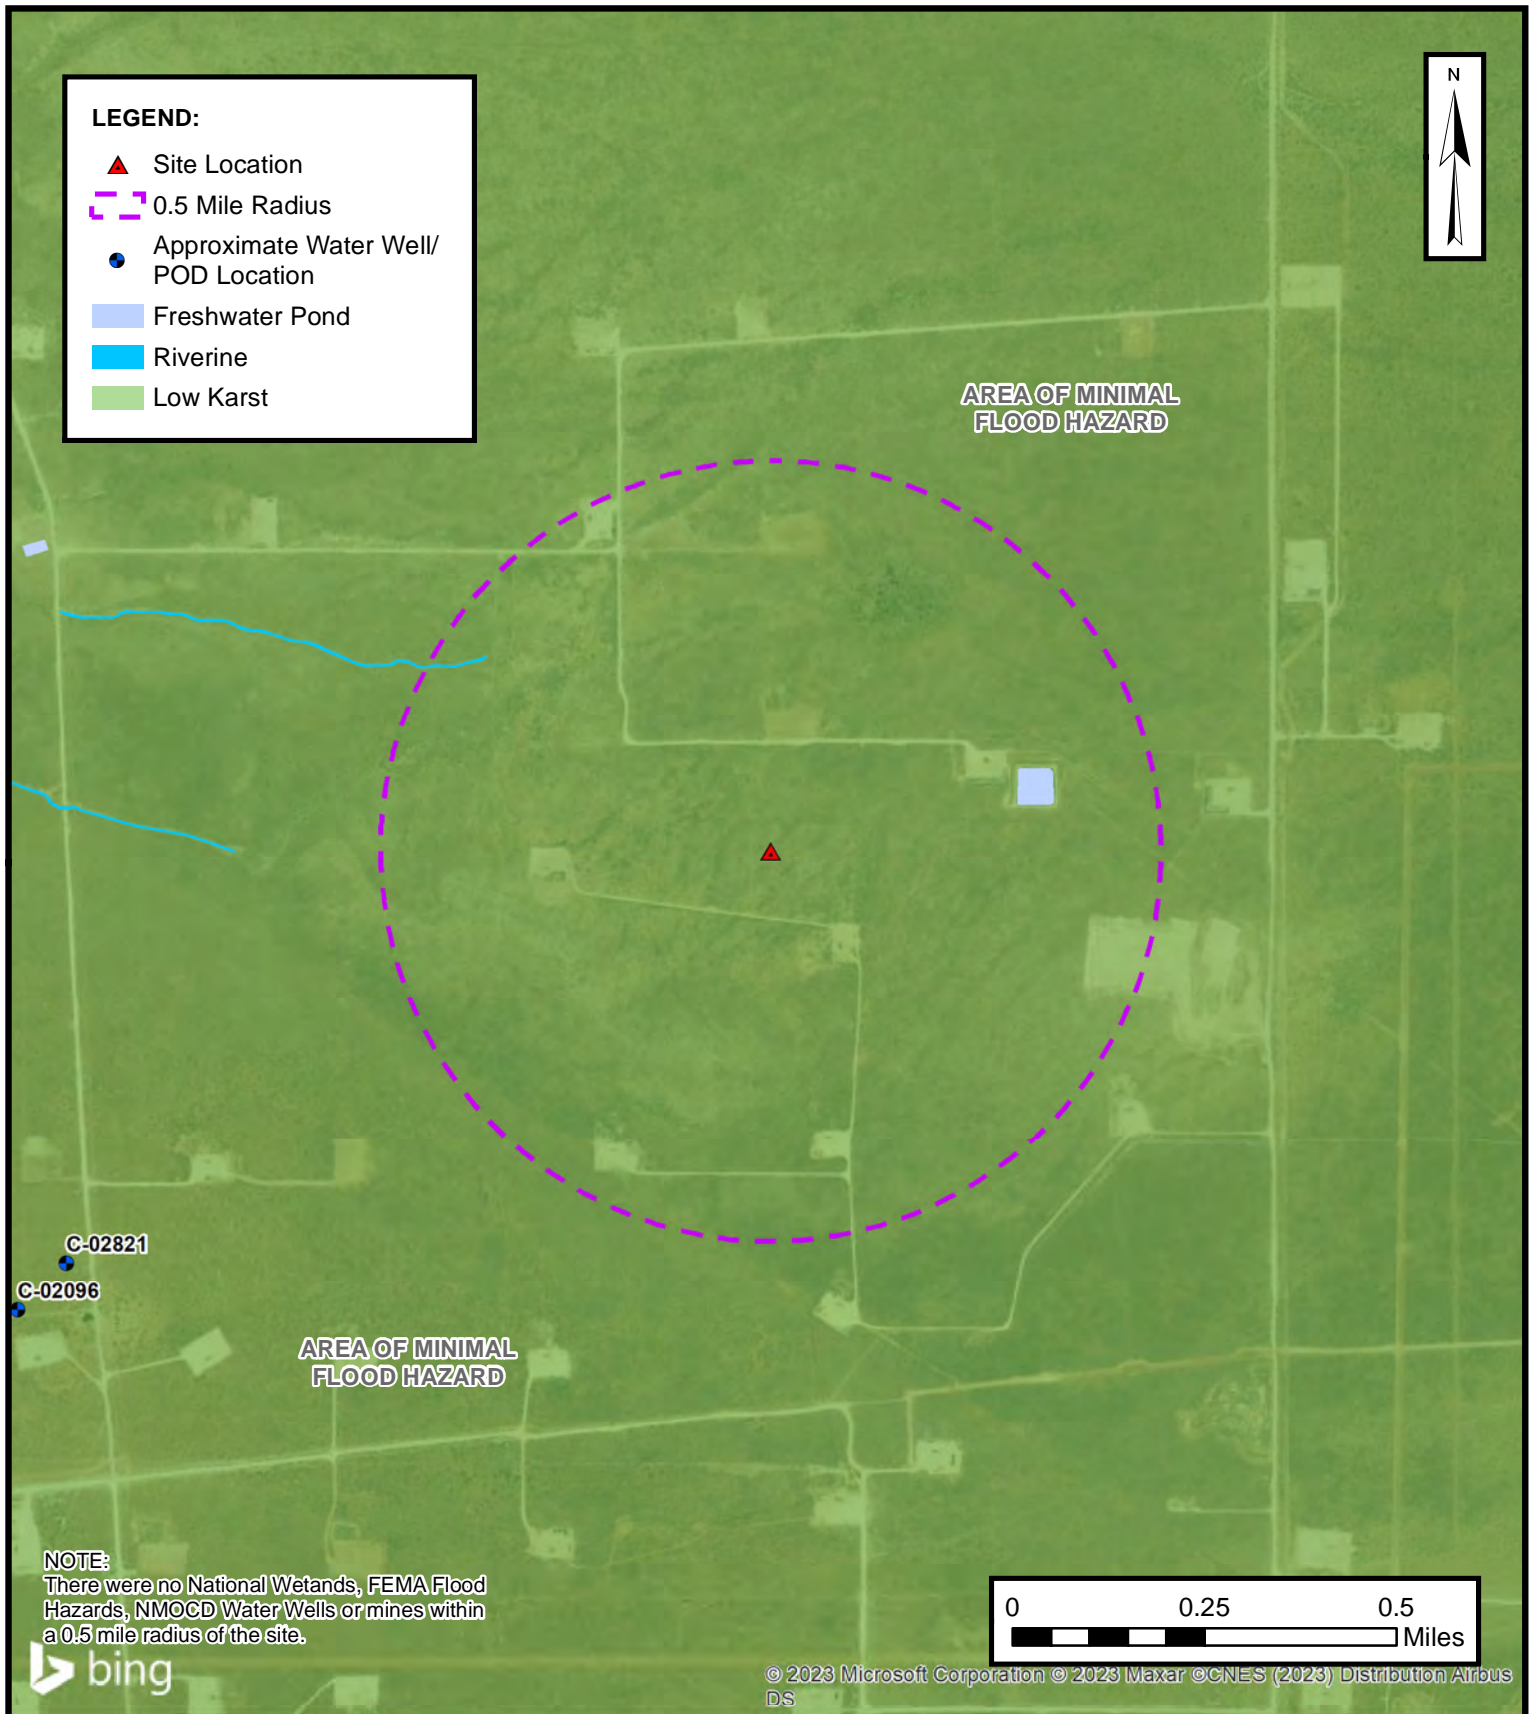 N
LEGEND:
Site Location
0.5 Mile Radius
Approximate Water Well/
POD Location
Freshwater Pond
Riverine
Low Karst
AREA OF MINIMAL
FLOOD HAZARD
C-02821
C-02096
AREA OF MINIMAL
FLOOD HAZARD
NOTE:
There were no National Wetands, FEMA Flood
Hazards, NMOCD Water Wells or mines within
a 0.5 mile radius of the site.
0 0.25 0.5
Miles
bing
© 2023 Microsoft Corporation © 2023 Maxar ©CNES (2023) Distribution Airbus
DS